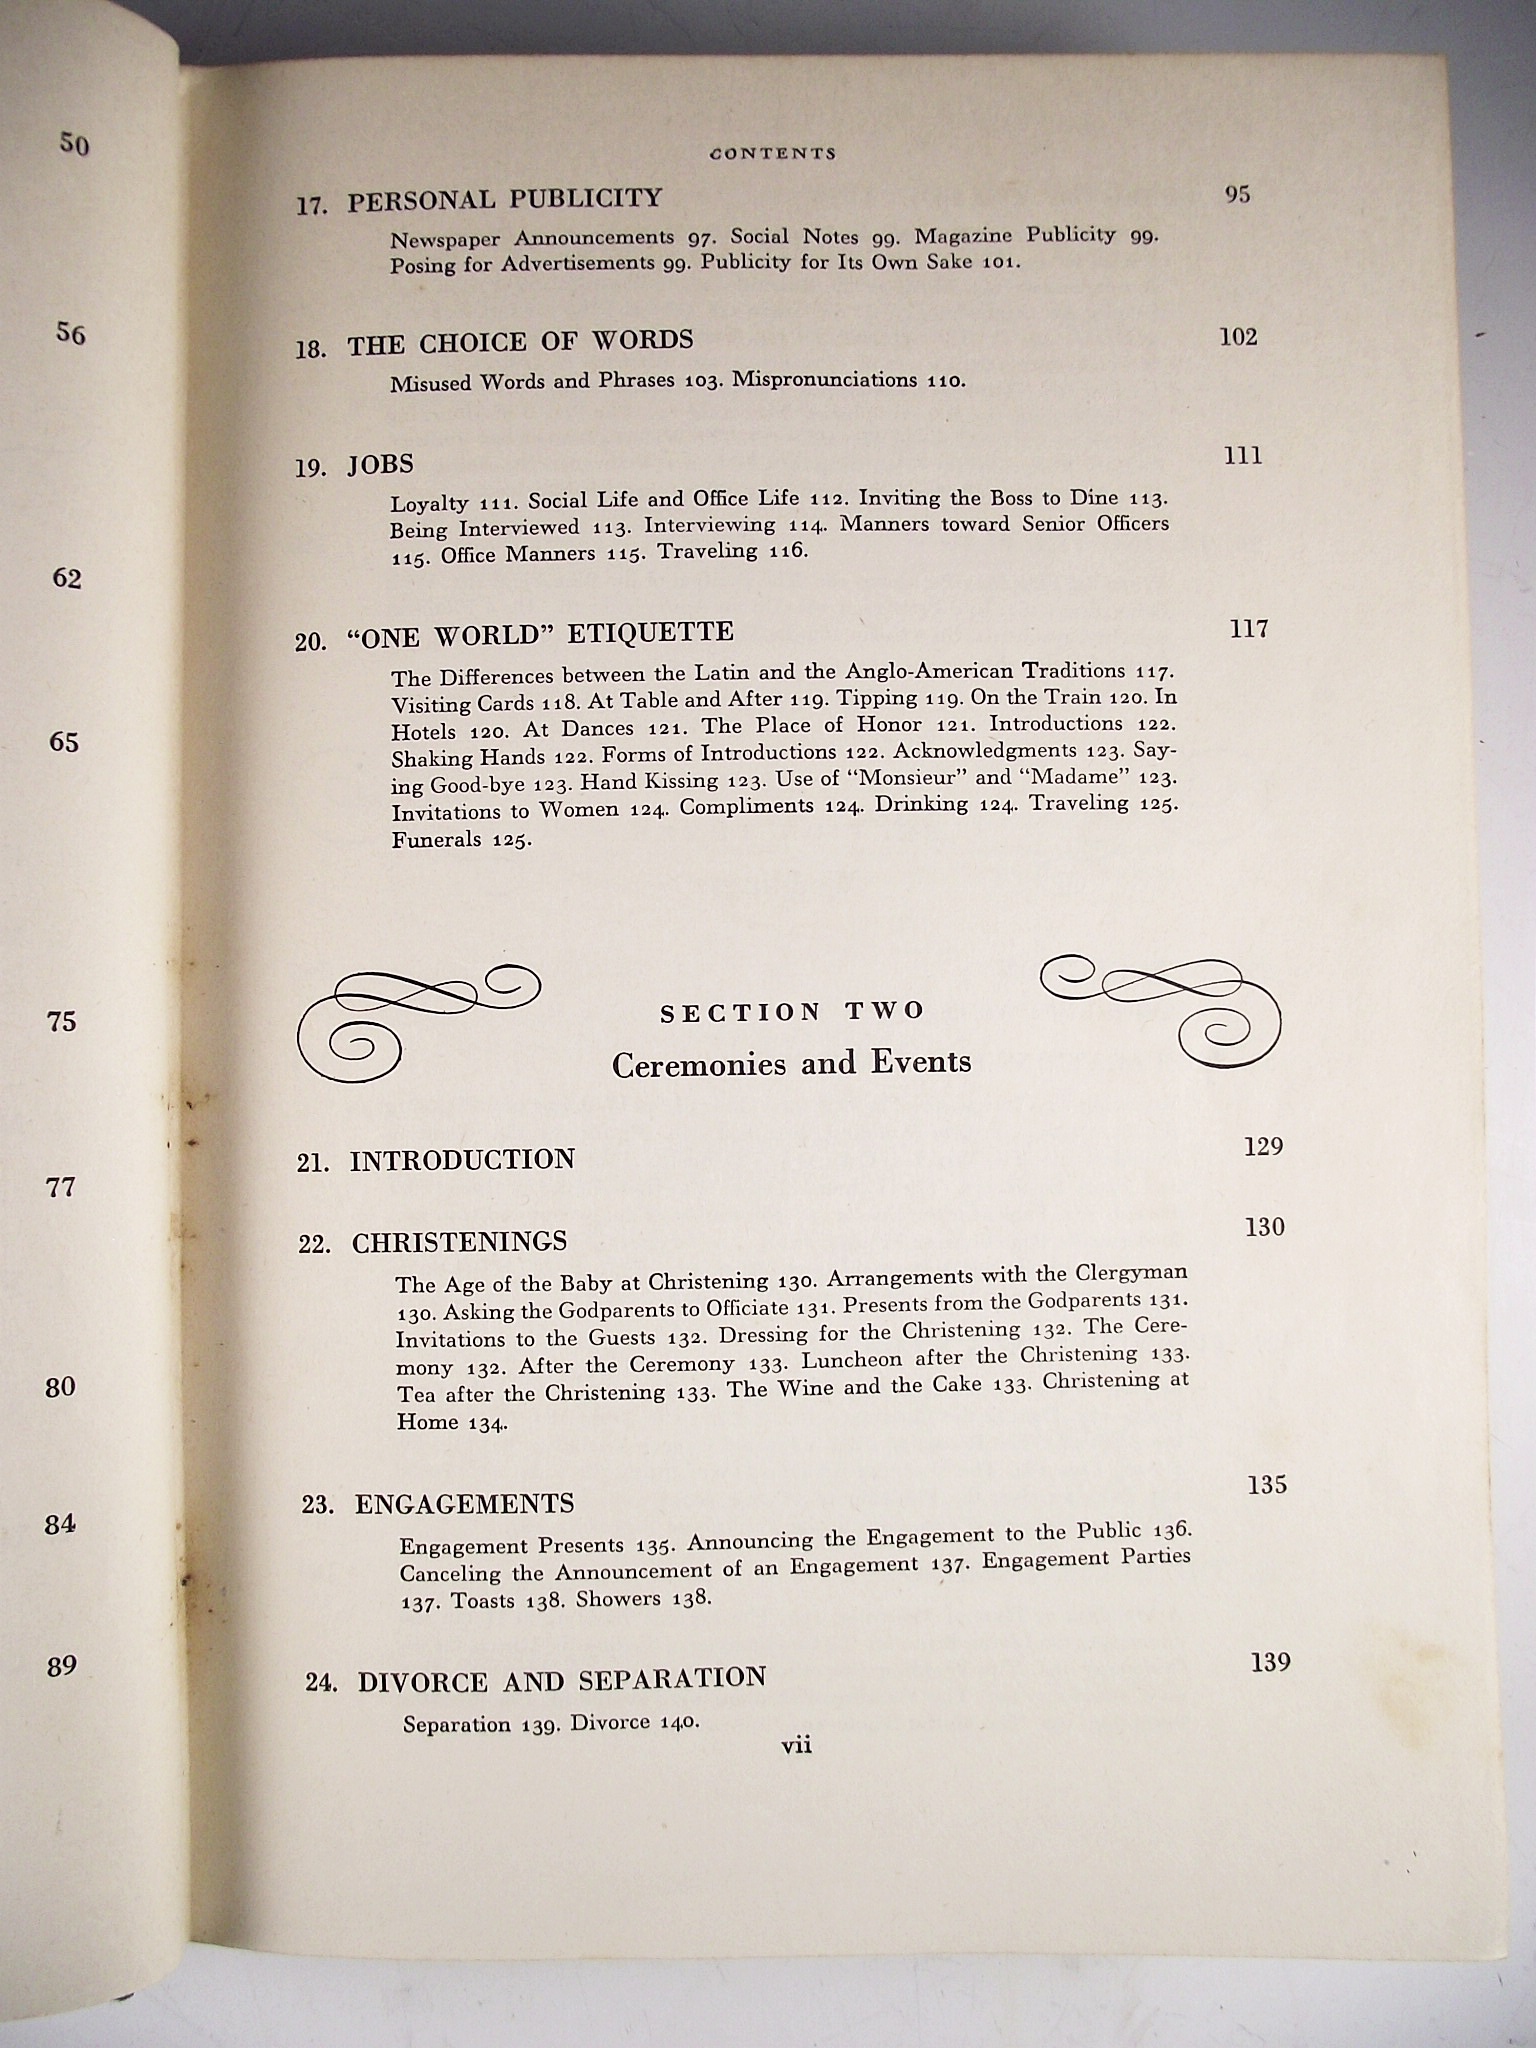 50
56
62
65
75
77
80
84
89
CONTENTS
17. PERSONAL PUBLICITY 95
Newspaper Announcements 97. Social Notes 99. Magazine Publicity 99.
Posing for Advertisements 99. Publicity for Its Own Sake 101.
18. THE CHOICE OF WORDS 102
Misused Words and Phrases 103. Mispronunciations 110.
19. JOBS 111
Loyalty 111. Social Life and Office Life 112. Inviting the Boss to Dine 113.
Being Interviewed 113. Interviewing 114. Manners toward Senior Officers
115. Office Manners 115. Traveling 116.
20. “ONE WORLD” ETIQUETTE 117
The Differences between the Latin and the Anglo-American Traditions 117.
Visiting Cards 118. At Table and After 119. Tipping 119. On the Train 120. In
Hotels 120. At Dances 121. The Place of Honor 121. Introductions 122.
Shaking Hands 122. Forms of Introductions 122. Acknowledgments 123. Say-
ing Good-bye 123. Hand Kissing 123. Use of “Monsieur” and “Madame” 123.
Invitations to Women 124. Compliments 124. Drinking 124. Traveling 125.
Funerals 125.
SECTION TWO
Ceremonies and Events
21. INTRODUCTION 129
22. CHRISTENINGS 130
The Age of the Baby at Christening 130. Arrangements with the Clergyman
130. Asking the Godparents to Officiate 131. Presents from the Godparents 131.
Invitations to the Guests 132. Dressing for the Christening 132. The Cere-
mony 132. After the Ceremony 133. Luncheon after the Christening 133.
Tea after the Christening 133. The Wine and the Cake 133. Christening at
Home 134.
23. ENGAGEMENTS 135
Engagement Presents 135. Announcing the Engagement to the Public 136.
Canceling the Announcement of an Engagement 137. Engagement Parties
137. Toasts 138. Showers 138.
24. DIVORCE AND SEPARATION 139
Separation 139. Divorce 140.
vii